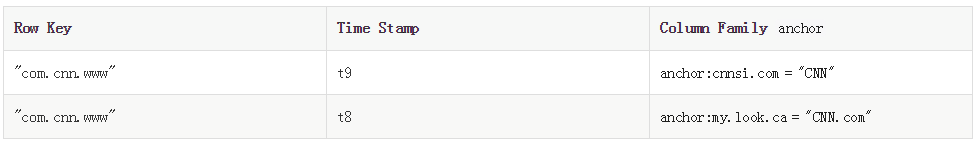 Row Key Time Stamp Column Family anchor
"com.cnn.www" t9 anchor:cnnsi.com = "CNN"
"com.cnn.www" t8 anchor:my.look.ca = "CNN.com"